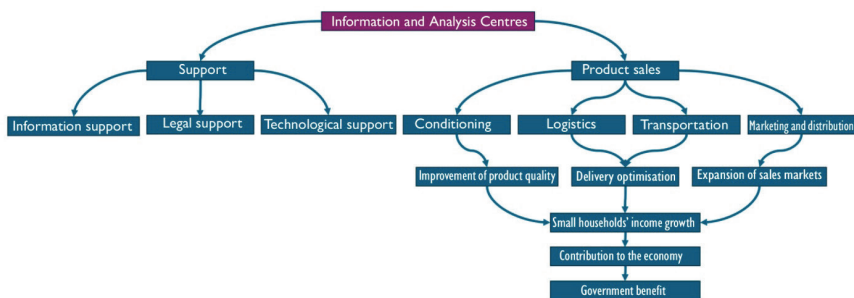 Information and Analysis Centres
Support
Product sales
Information support
Legal support
Technological support
Conditioning
Logistics
Transportation
Marketing and distribution
Improvement of product quality
Delivery optimisation
Expansion of sales markets
Small households' income growth
Contribution to the economy
Government benefit